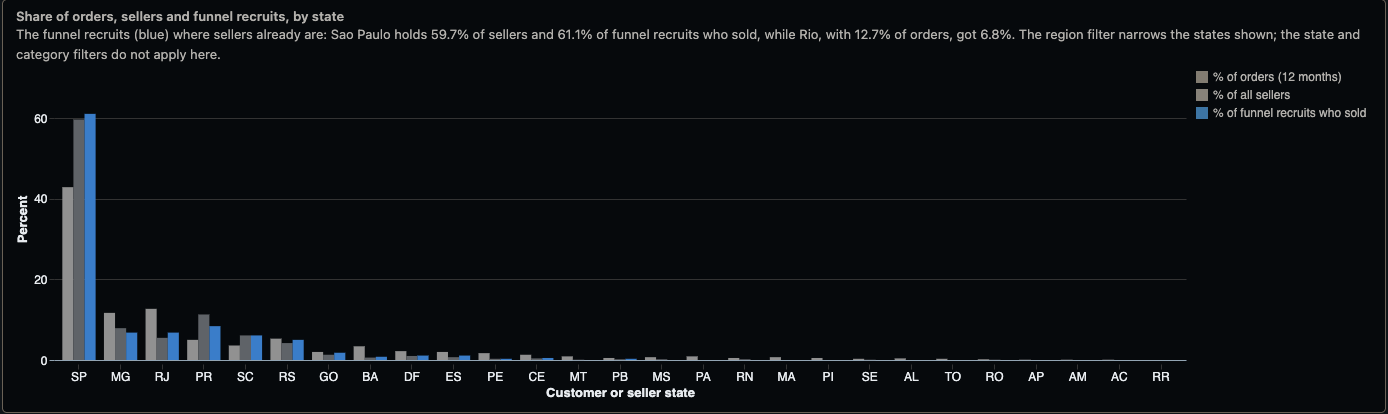 Share of orders, sellers and funnel recruits, by state
The funnel recruits (blue) where sellers already are: Sao Paulo holds 59.7% of sellers and 61.1% of funnel recruits who sold, while Rio, with 12.7% of orders, got 6.8%. The region filter narrows the states shown; the state and
category filters do not apply here.
% of orders (12 months)
% of all sellers
% of funnel recruits who sold
Percent
60
40
20
0
SP MG RJ PR SC RS GO BA DF ES PE CE MT PB MS PA RN MA PI SE AL TO RO AP AM AC RR
Customer or seller state